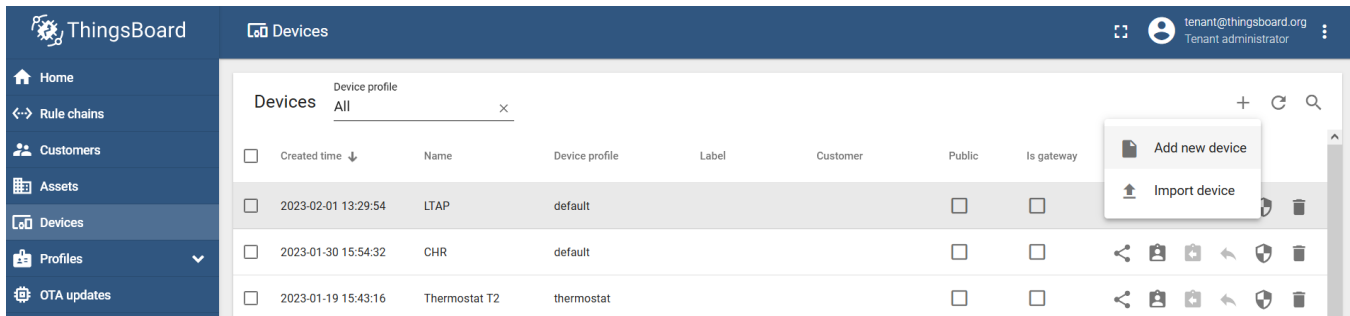 ThingsBoard
Devices
tenant@thingsboard.org
Tenant administrator
Home
Rule chains
Customers
Assets
Devices
Profiles
OTA updates
Devices
Device profile
All
Created time Name Device profile Label Customer Public Is gateway
Add new device
Import device
2023-02-01 13:29:54 LTAP default
2023-01-30 15:54:32 CHR default
2023-01-19 15:43:16 Thermostat T2 thermostat